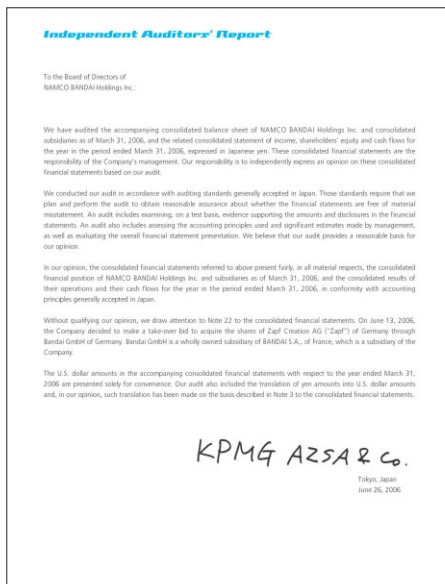 Independent Auditors' Report
To the Board of Directors of
NAMCO BANDAI Holdings Inc.:
We have audited the accompanying consolidated balance sheet of NAMCO BANDAI Holdings Inc. and consolidated
subsidiaries as of March 31, 2006, and the related consolidated statement of income, shareholders' equity and cash flows for
the year in the period ended March 31, 2006, expressed in Japanese yen. These consolidated financial statements are the
responsibility of the Company's management. Our responsibility is to independently express an opinion on these consolidated
financial statements based on our audit.
We conducted our audit in accordance with auditing standards generally accepted in Japan. Those standards require that we
plan and perform the audit to obtain reasonable assurance about whether the financial statements are free of material
misstatement. An audit includes examining, on a test basis, evidence supporting the amounts and disclosures in the financial
statements. An audit also includes assessing the accounting principles used and significant estimates made by management,
as well as evaluating the overall financial statement presentation. We believe that our audit provides a reasonable basis for
our opinion.
In our opinion, the consolidated financial statements referred to above present fairly, in all material respects, the consolidated
financial position of NAMCO BANDAI Holdings Inc. and subsidiaries as of March 31, 2006, and the consolidated results of
their operations and their cash flows for the year in the period ended March 31, 2006, in conformity with accounting
principles generally accepted in Japan.
Without qualifying our opinion, we draw attention to Note 22 to the consolidated financial statements. On June 13, 2006,
the Company decided to make a take-over bid to acquire the shares of Zapf Creation AG ("Zapf") of Germany through
Bandai GmbH of Germany. Bandai GmbH is a wholly owned subsidiary of BANDAI S.A., of France, which is a subsidiary of the
Company.
The U.S. dollar amounts in the accompanying consolidated financial statements with respect to the year ended March 31,
2006 are presented solely for convenience. Our audit also included the translation of yen amounts into U.S. dollar amounts
and, in our opinion, such translation has been made on the basis described in Note 3 to the consolidated financial statements.
KPMG AZSA & Co.
Tokyo, Japan
June 26, 2006